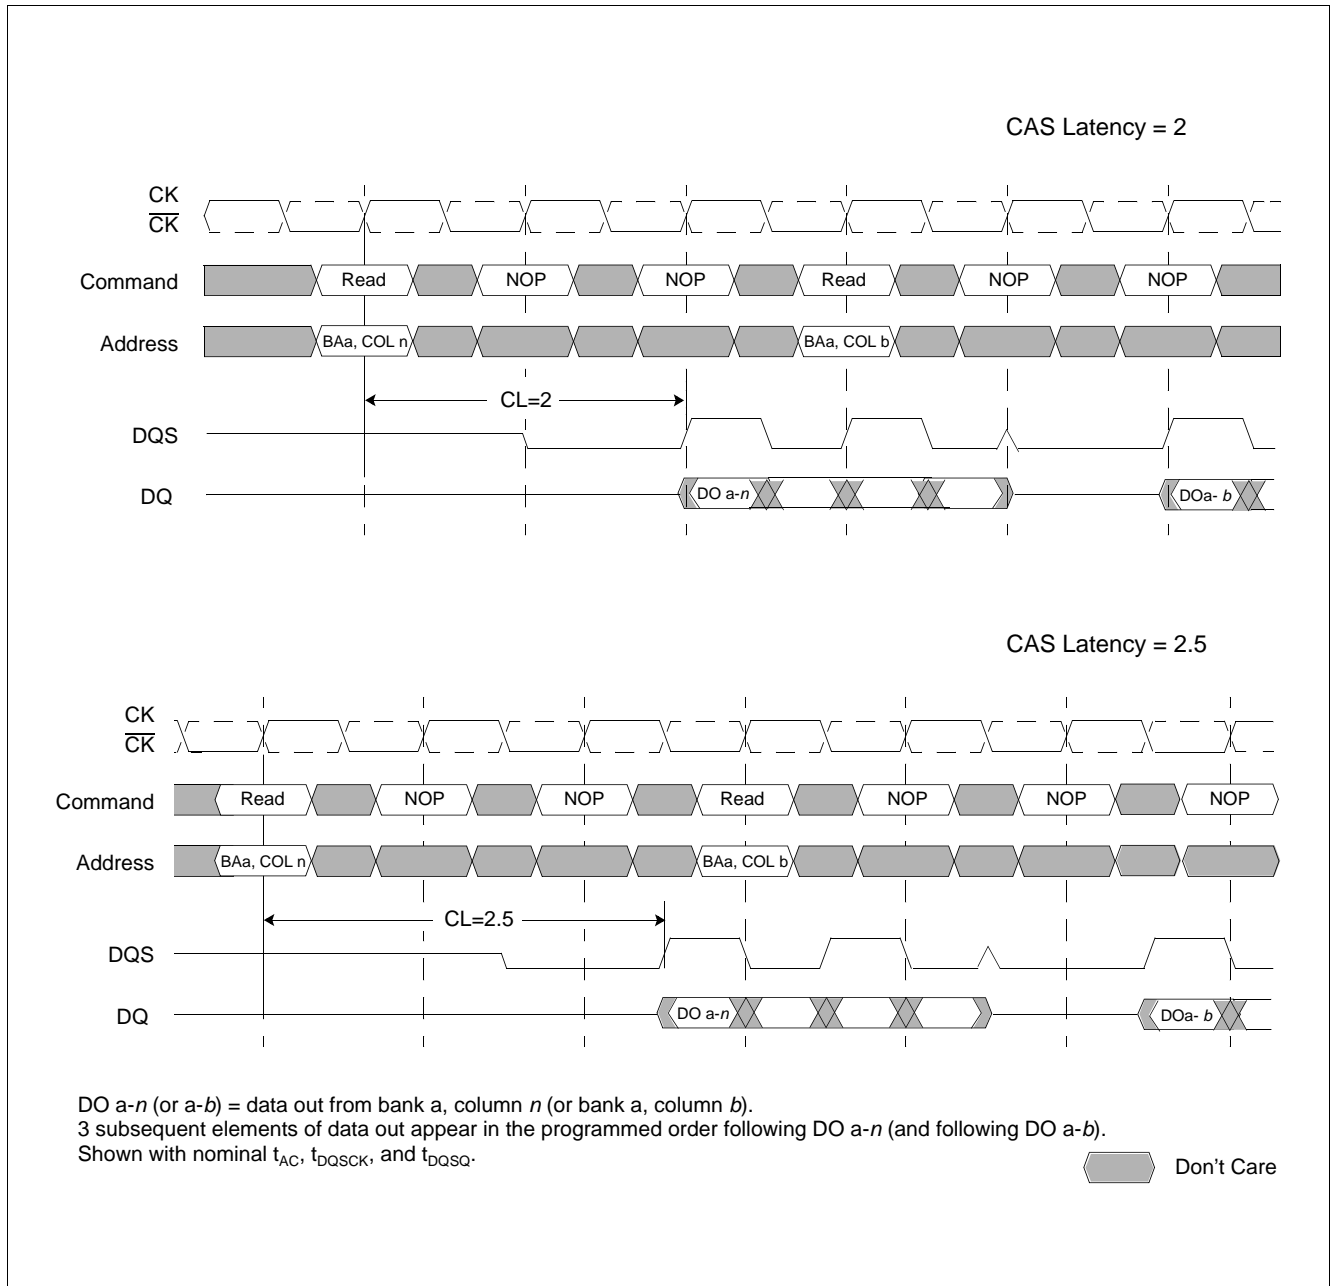 CAS Latency = 2
CK
CK
Command Read NOP NOP Read NOP NOP
Address BAa, COL n BAa, COL b
CL=2
DQS
DQ DO a-n DOa- b
CAS Latency = 2.5
CK
CK
Command Read NOP NOP Read NOP NOP NOP
Address BAa, COL n BAa, COL b
CL=2.5
DQS
DQ DO a-n DOa- b
DO a-n (or a-b) = data out from bank a, column n (or bank a, column b).
3 subsequent elements of data out appear in the programmed order following DO a-n (and following DO a-b).
Shown with nominal tAC, tDQSCK, and tDQSQ.
Don't Care